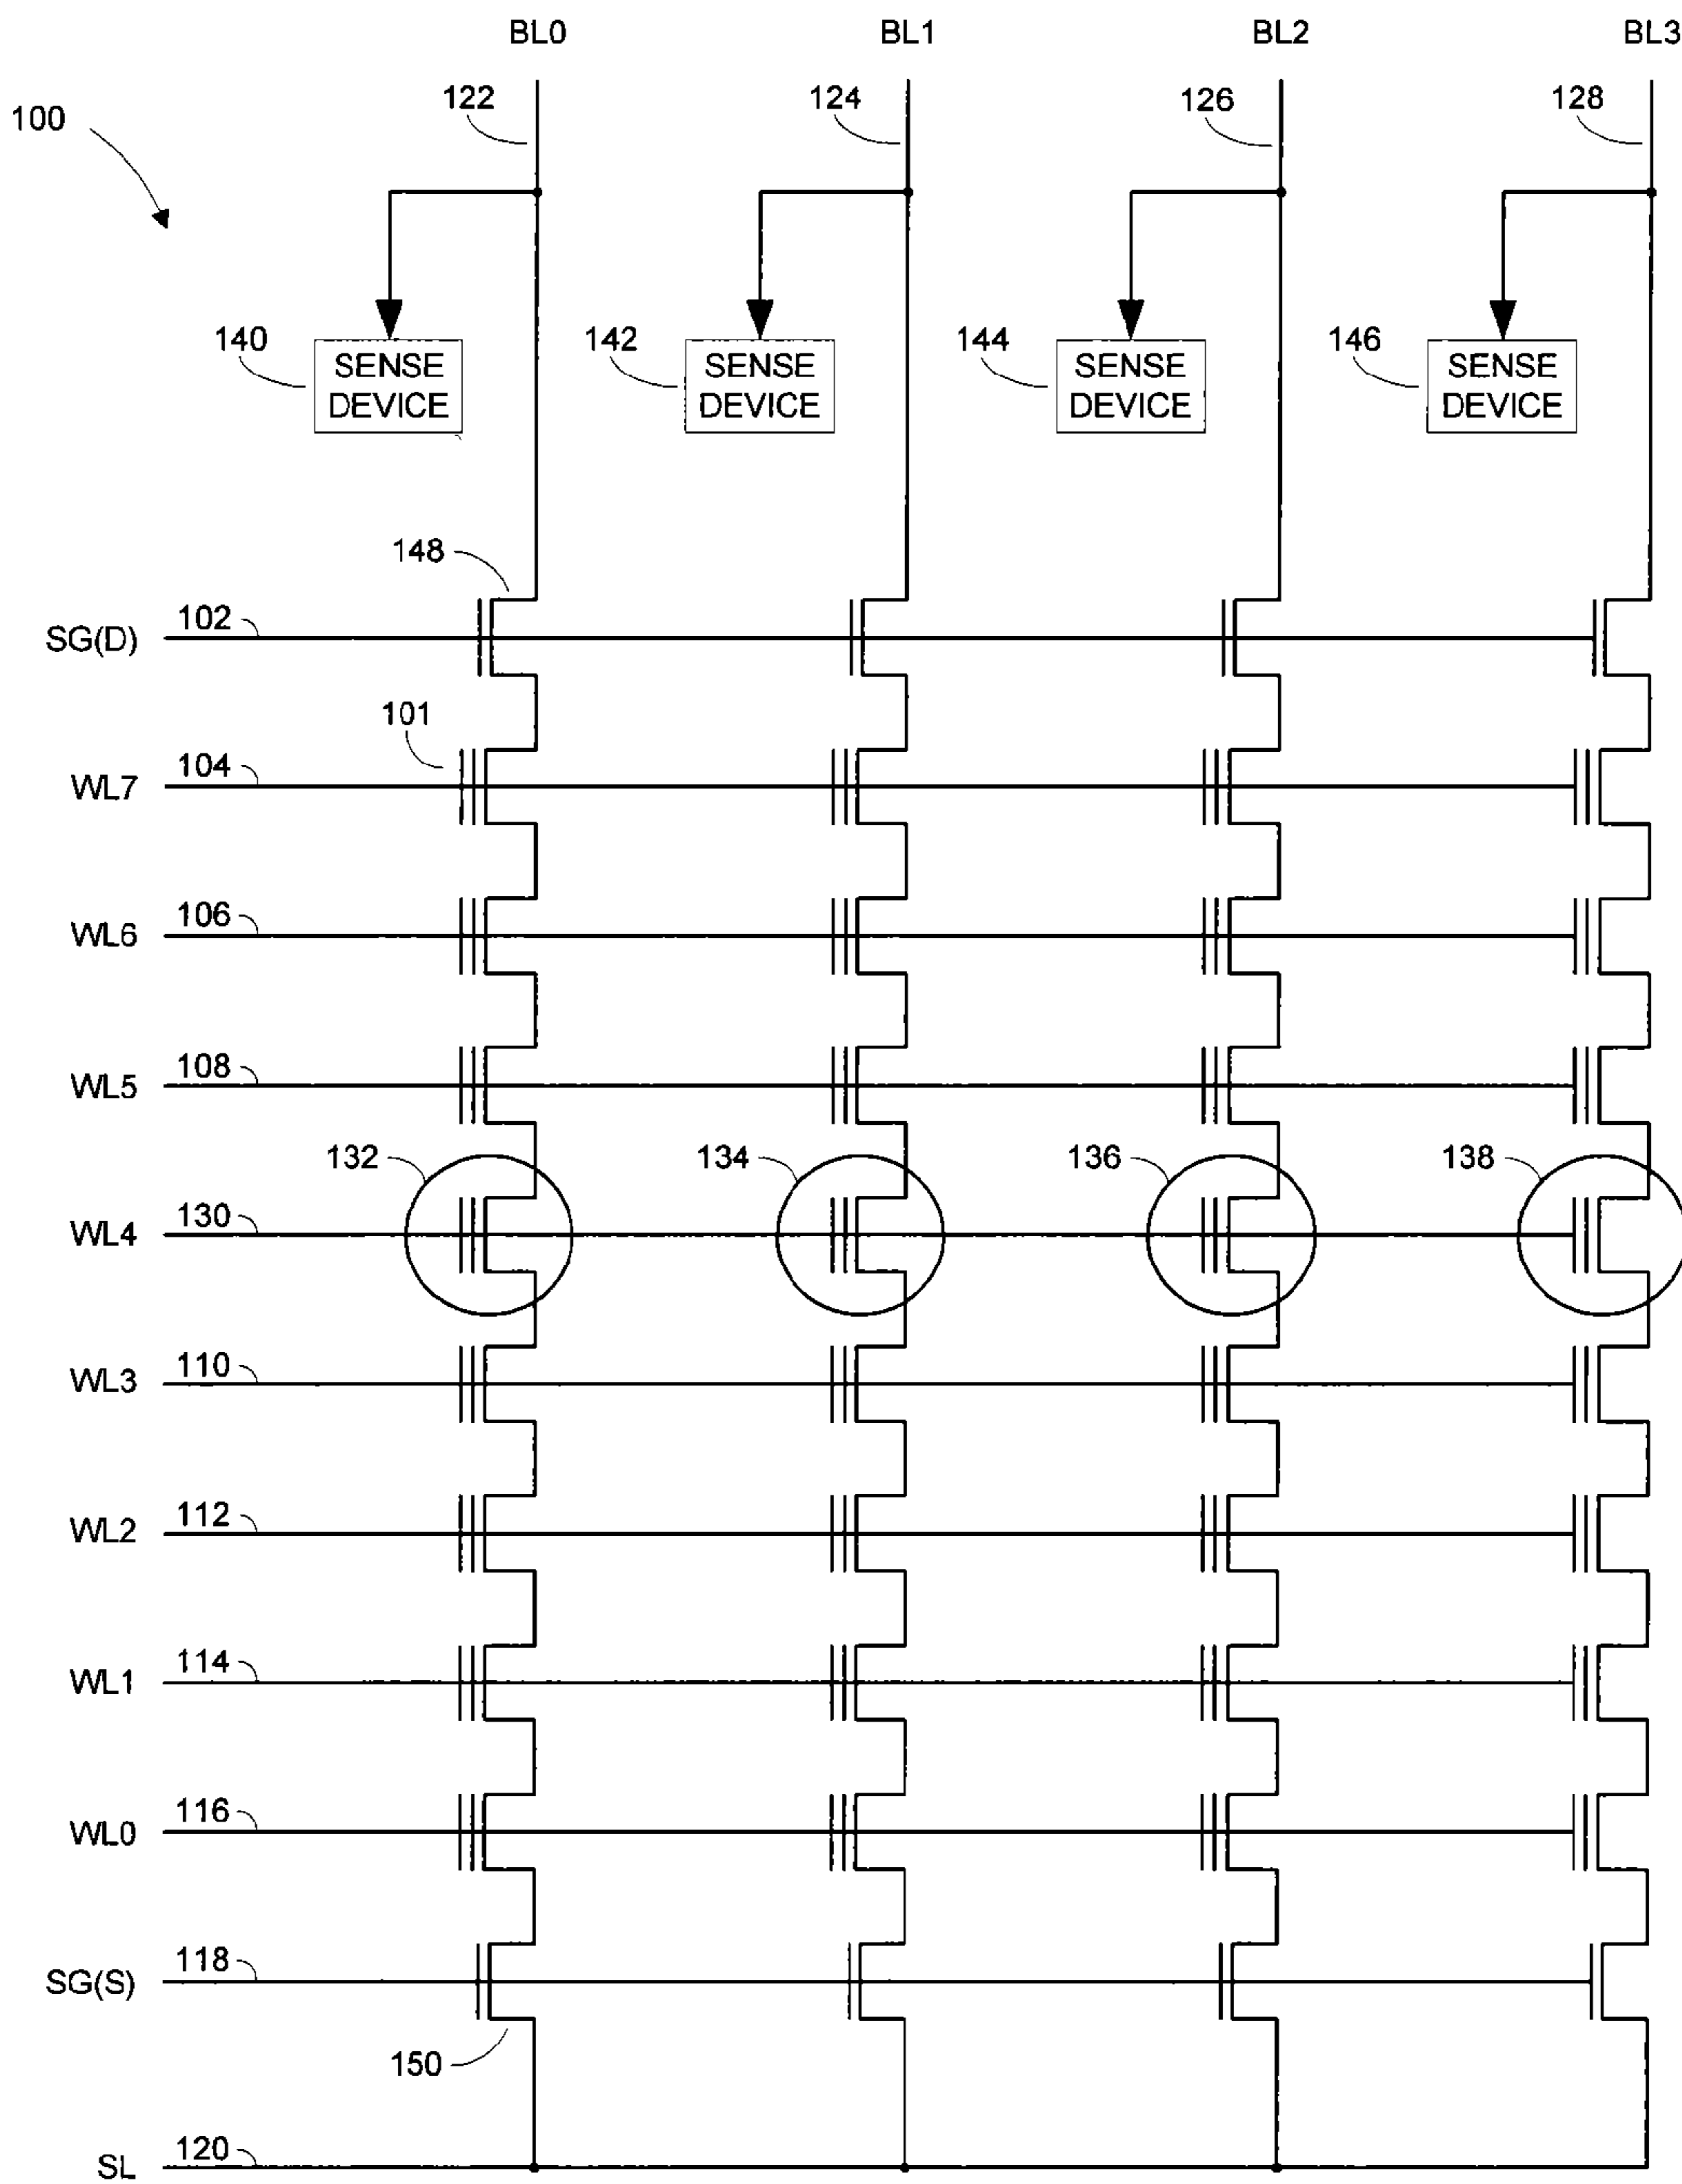 BL0 BL1 BL2 BL3
122 124 126 128
100
140 142 144 146
SENSE DEVICE
SENSE DEVICE
SENSE DEVICE
SENSE DEVICE
148
SG(D) 102
101
WL7 104
WL6 106
WL5 108
132 134 136 138
WL4 130
WL3 110
WL2 112
WL1 114
WL0 116
SG(S) 118
150
SL 120